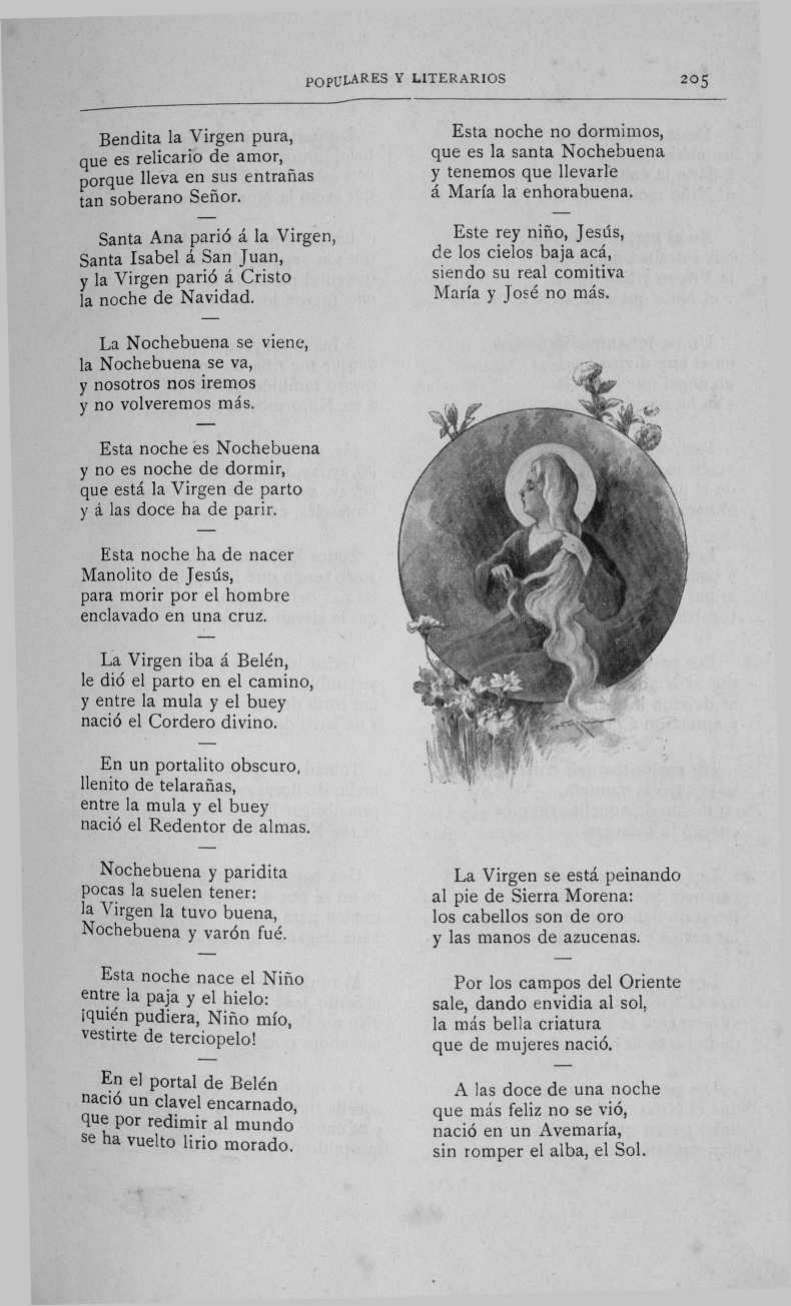 POPULARES Y LITERARIOS 205
Bendita la Virgen pura,
que es relicario de amor,
porque lleva en sus entrañas
tan soberano Señor.
Santa Ana parió á la Virgen,
Santa Isabel á San Juan,
y la Virgen parió á Cristo
la noche de Navidad.
La Nochebuena se viene,
la Nochebuena se va,
y nosotros nos iremos
y no volveremos más.
Esta noche es Nochebuena
y no es noche de dormir,
que está la Virgen de parto
y á las doce ha de parir.
Esta noche ha de nacer
Manolito de Jesús,
para morir por el hombre
enclavado en una cruz.
La Virgen iba á Belén,
le dió el parto en el camino,
y entre la mula y el buey
nació el Cordero divino.
En un portalito obscuro,
llenito de telarañas,
entre la mula y el buey
nació el Redentor de almas.
Nochebuena y paridita
pocas la suelen tener:
la Virgen la tuvo buena,
Nochebuena y varón fué.
Esta noche nace el Niño
entre la paja y el hielo:
¡quién pudiera, Niño mío,
vestirte de terciopelo!
En el portal de Belén
nació un clavel encarnado,
que por redimir al mundo
se ha vuelto lirio morado.
Esta noche no dormimos,
que es la santa Nochebuena
y tenemos que llevarle
á María la enhorabuena.
Este rey niño, Jesús,
de los cielos baja acá,
siendo su real comitiva
María y José no más.
La Virgen se está peinando
al pie de Sierra Morena:
los cabellos son de oro
y las manos de azucenas.
Por los campos del Oriente
sale, dando envidia al sol,
la más bella criatura
que de mujeres nació.
A las doce de una noche
que más feliz no se vió,
nació en un Avemaría,
sin romper el alba, el Sol.